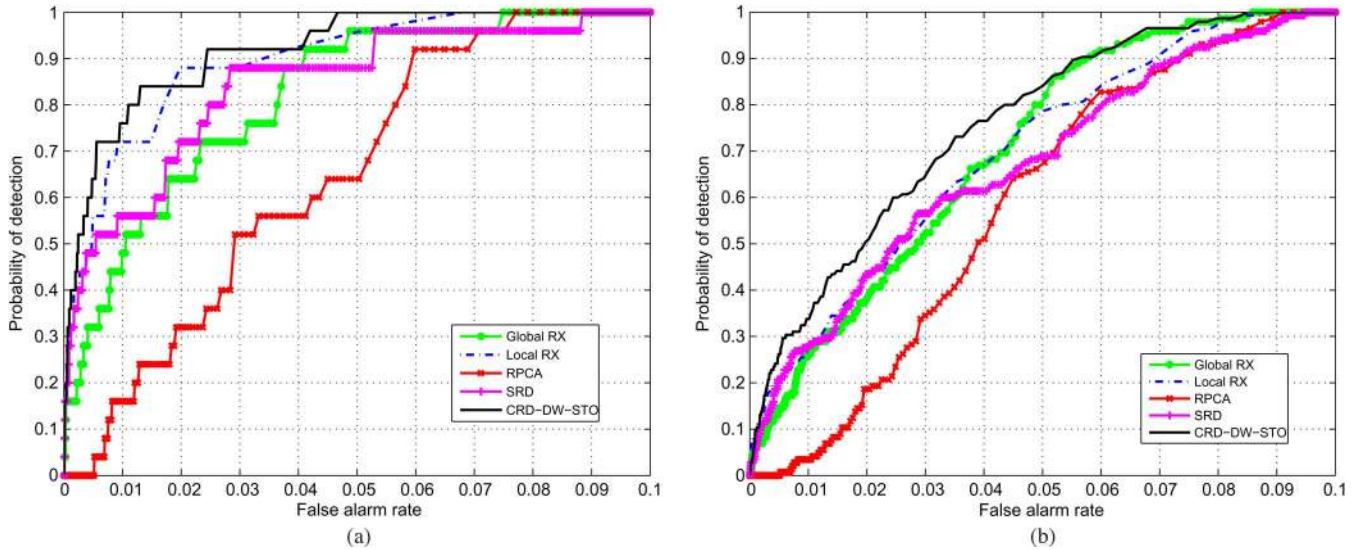 1
0.9
0.8
0.7
0.6
0.5
0.4
0.3
0.2
0.1
0
Probability of detection
Global RX
Local RX
RPCA
SRD
CRD-DW-STO
0 0.01 0.02 0.03 0.04 0.05 0.06 0.07 0.08 0.09 0.1
False alarm rate
(a)
1
0.9
0.8
0.7
0.6
0.5
0.4
0.3
0.2
0.1
0
Probability of detection
Global RX
Local RX
RPCA
SRD
CRD-DW-STO
0 0.01 0.02 0.03 0.04 0.05 0.06 0.07 0.08 0.09 0.1
False alarm rate
(b)